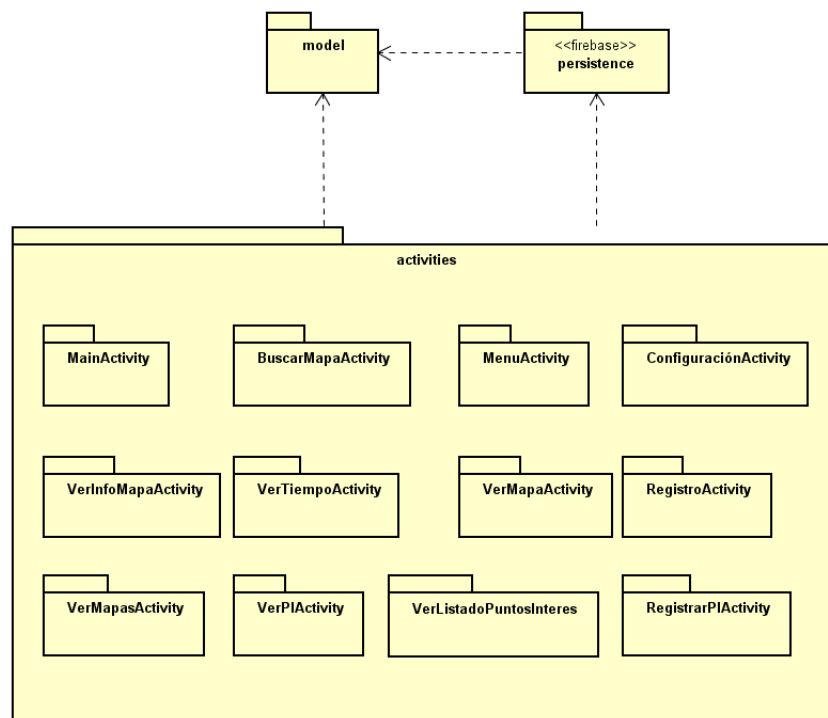 model
<<firebase>>
persistence
activities
MainActivity
BuscarMapaActivity
MenuActivity
ConfiguraciónActivity
VerInfoMapaActivity
VerTiempoActivity
VerMapaActivity
RegistroActivity
VerMapasActivity
VerPIActivity
VerListadoPuntosInteres
RegistrarPIActivity